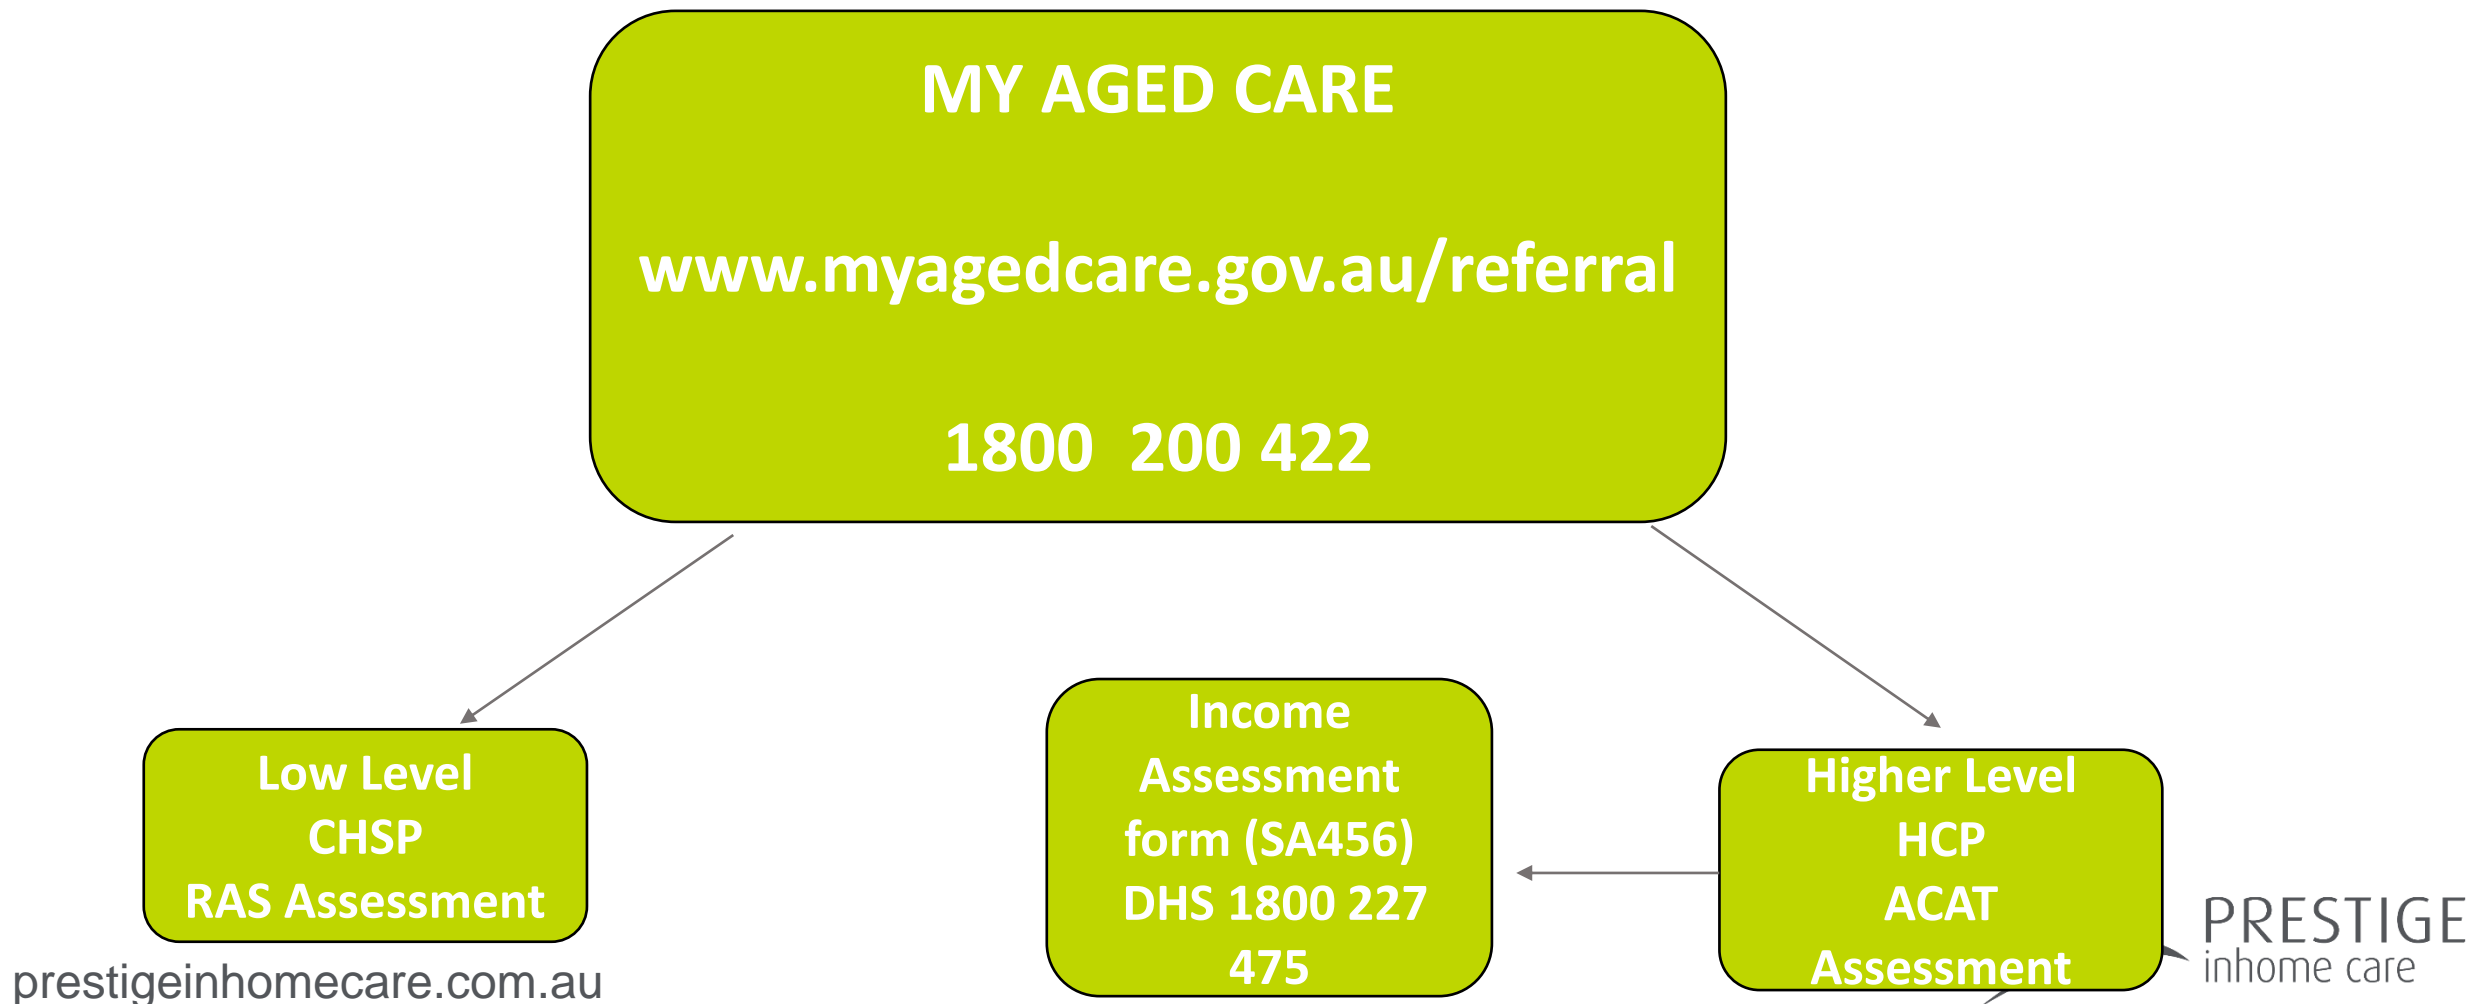 MY AGED CARE
www.myagedcare.gov.au/referral
1800  200 422
Low Level
CHSP
RAS Assessment
Income
Assessment
form (SA456)
DHS 1800 227
475
Higher Level
HCP
ACAT
Assessment
prestigeinhomecare.com.au
PRESTIGE
inhome care